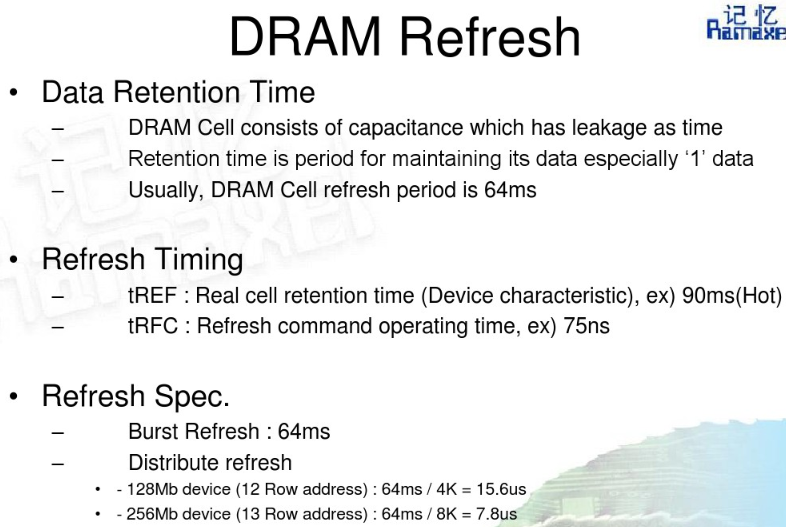 DRAM Refresh
记忆
Ramaxe
• Data Retention Time
– DRAM Cell consists of capacitance which has leakage as time
– Retention time is period for maintaining its data especially ‘1’ data
– Usually, DRAM Cell refresh period is 64ms
• Refresh Timing
– tREF : Real cell retention time (Device characteristic), ex) 90ms(Hot)
– tRFC : Refresh command operating time, ex) 75ns
• Refresh Spec.
– Burst Refresh : 64ms
– Distribute refresh
• - 128Mb device (12 Row address) : 64ms / 4K = 15.6us
• - 256Mb device (13 Row address) : 64ms / 8K = 7.8us